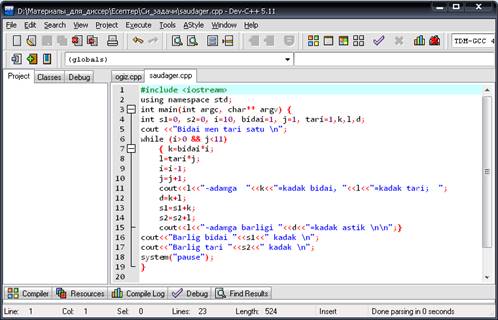 D:\Материалы_для_диссер\Есептер\Си_задачи\saudager.cpp - Dev-C++ 5.11
File Edit Search View Project Execute Tools AStyle Window Help
TDM-GCC 4
(globals)
Project Classes Debug ogiz.cpp saudager.cpp
1 #include <iostream>
2 using namespace std;
3 int main(int argc, char** argv) {
4 int s1=0, s2=0, i=10, bidai=1, j=1, tari=1,k,l,d;
5 cout <<"Bidai men tari satu \n";
6 while (i>0 && j<11)
7 { k=bidai*i;
8 l=tari*j;
9 i=i-1;
10 j=j+1;
11 cout<<l<<"-adamga "<<k<<"=kadak bidai, "<<l<<"=kadak tari; ";
12 d=k+l;
13 s1=s1+k;
14 s2=s2+l;
15 cout<<l<<"-adamga barligi "<<d<<"=kadak astik \n\n";}
16 cout<<"Barlig bidai "<<s1<<" kadak \n";
17 cout<<"Barlig tari "<<s2<<" kadak \n";
18 system("pause");
19 }
20
Compiler Resources Compile Log Debug Find Results
Line: 1 Col: 1 Sel: 0 Lines: 23 Length: 524 Insert Done parsing in 0 seconds